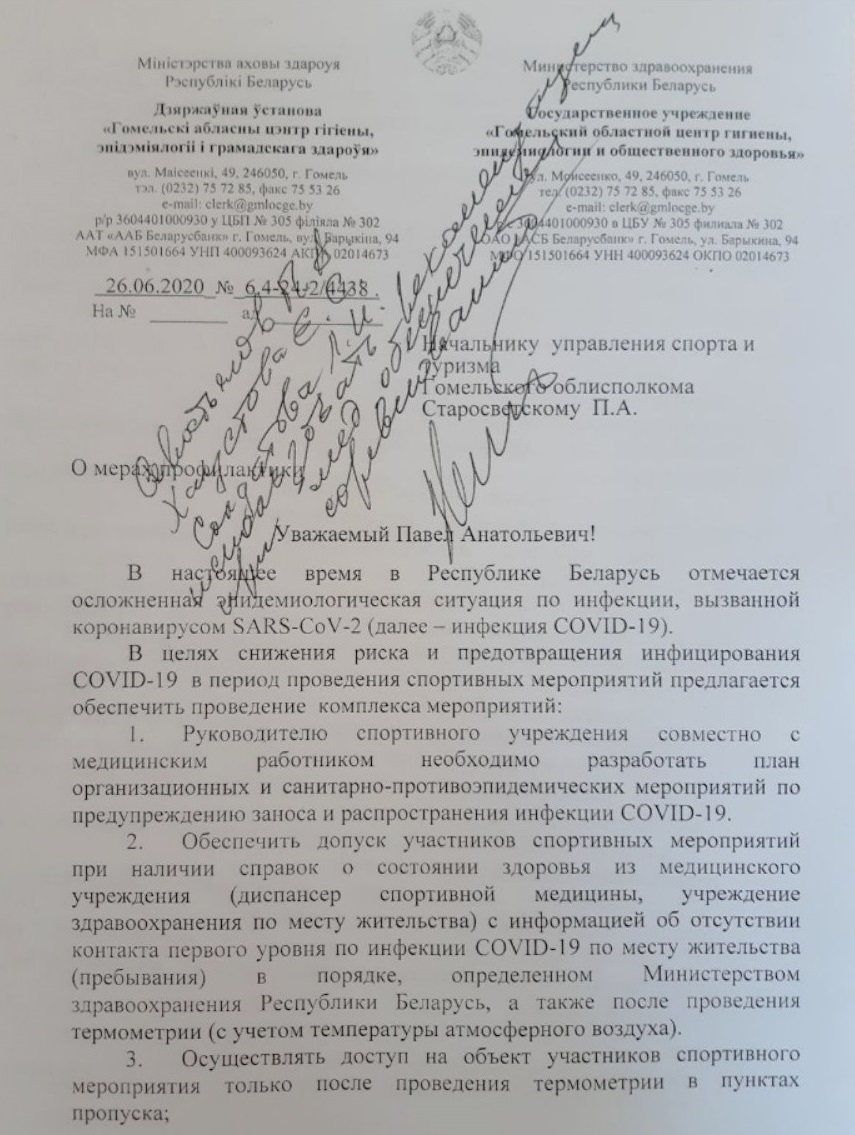 Міністэрства аховы здароўя
Рэспублікі Беларусь
Дзяржаўная ўстанова
«Гомельскі абласны цэнтр гігіены,
эпідэміялогіі і грамадскага здароўя»
вул. Маісеенкі, 49, 246050, г. Гомель
тэл. (0232) 75 72 85, факс 75 53 26
e-mail: clerk@gmlocge.by
р/р 3604401000930 у ЦБП № 305 філіяла № 302
ААТ «ААБ Беларусбанк» г. Гомель, вул. Барыкіна, 94
МФА 151501664 УНП 400093624 АКПА 02014673
Министерство здравоохранения
Республики Беларусь
Государственное учреждение
«Гомельский областной центр гигиены,
эпидемиологии и общественного здоровья»
ул. Моисеенко, 49, 246050, г. Гомель
тел. (0232) 75 72 85, факс 75 53 26
e-mail: clerk@gmlocge.by
р/с 3604401000930 в ЦБУ № 305 филиала № 302
ОАО «АСБ Беларусбанк» г. Гомель, ул. Барыкина, 94
МФО 151501664 УНН 400093624 ОКПО 02014673
26.06.2020 № 6.4-24-2/4438 .
На № ад
Хаустова Е.
Солдатова
использовать рекомендации
при мед обеспечении
соревнований
Начальнику управления спорта и
туризма
Гомельского облисполкома
Старосветскому П.А.
О мерах профилактики
Уважаемый Павел Анатольевич!
В настоящее время в Республике Беларусь отмечается
осложненная эпидемиологическая ситуация по инфекции, вызванной
коронавирусом SARS-CoV-2 (далее – инфекция COVID-19).
В целях снижения риска и предотвращения инфицирования
COVID-19 в период проведения спортивных мероприятий предлагается
обеспечить проведение комплекса мероприятий:
1. Руководителю спортивного учреждения совместно с
медицинским работником необходимо разработать план
организационных и санитарно-противоэпидемических мероприятий по
предупреждению заноса и распространения инфекции COVID-19.
2. Обеспечить допуск участников спортивных мероприятий
при наличии справок о состоянии здоровья из медицинского
учреждения (диспансер спортивной медицины, учреждение
здравоохранения по месту жительства) с информацией об отсутствии
контакта первого уровня по инфекции COVID-19 по месту жительства
(пребывания) в порядке, определенном Министерством
здравоохранения Республики Беларусь, а также после проведения
термометрии (с учетом температуры атмосферного воздуха).
3. Осуществлять доступ на объект участников спортивного
мероприятия только после проведения термометрии в пунктах
пропуска;